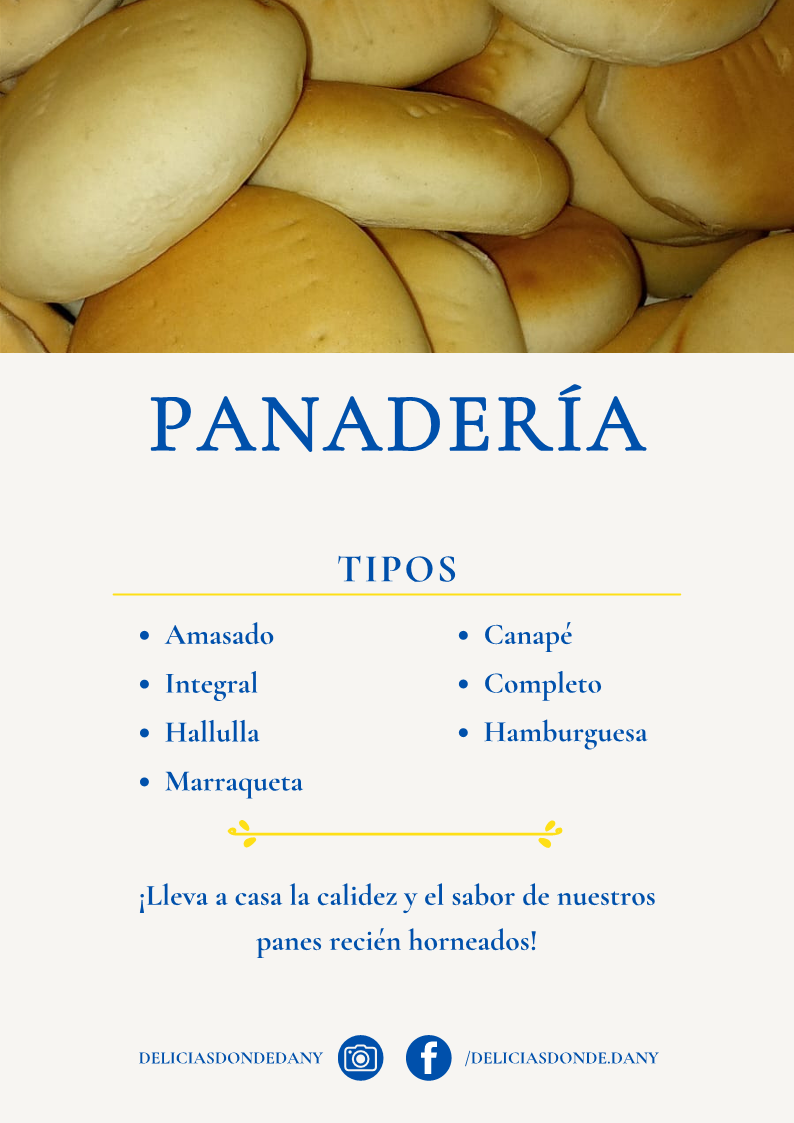 PANADERÍA
TIPOS
• Amasado
• Integral
• Hallulla
• Marraqueta
• Canapé
• Completo
• Hamburguesa
¡Lleva a casa la calidez y el sabor de nuestros
panes recién horneados!
DELICIASDONDEDANY
/DELICIASDONDE.DANY